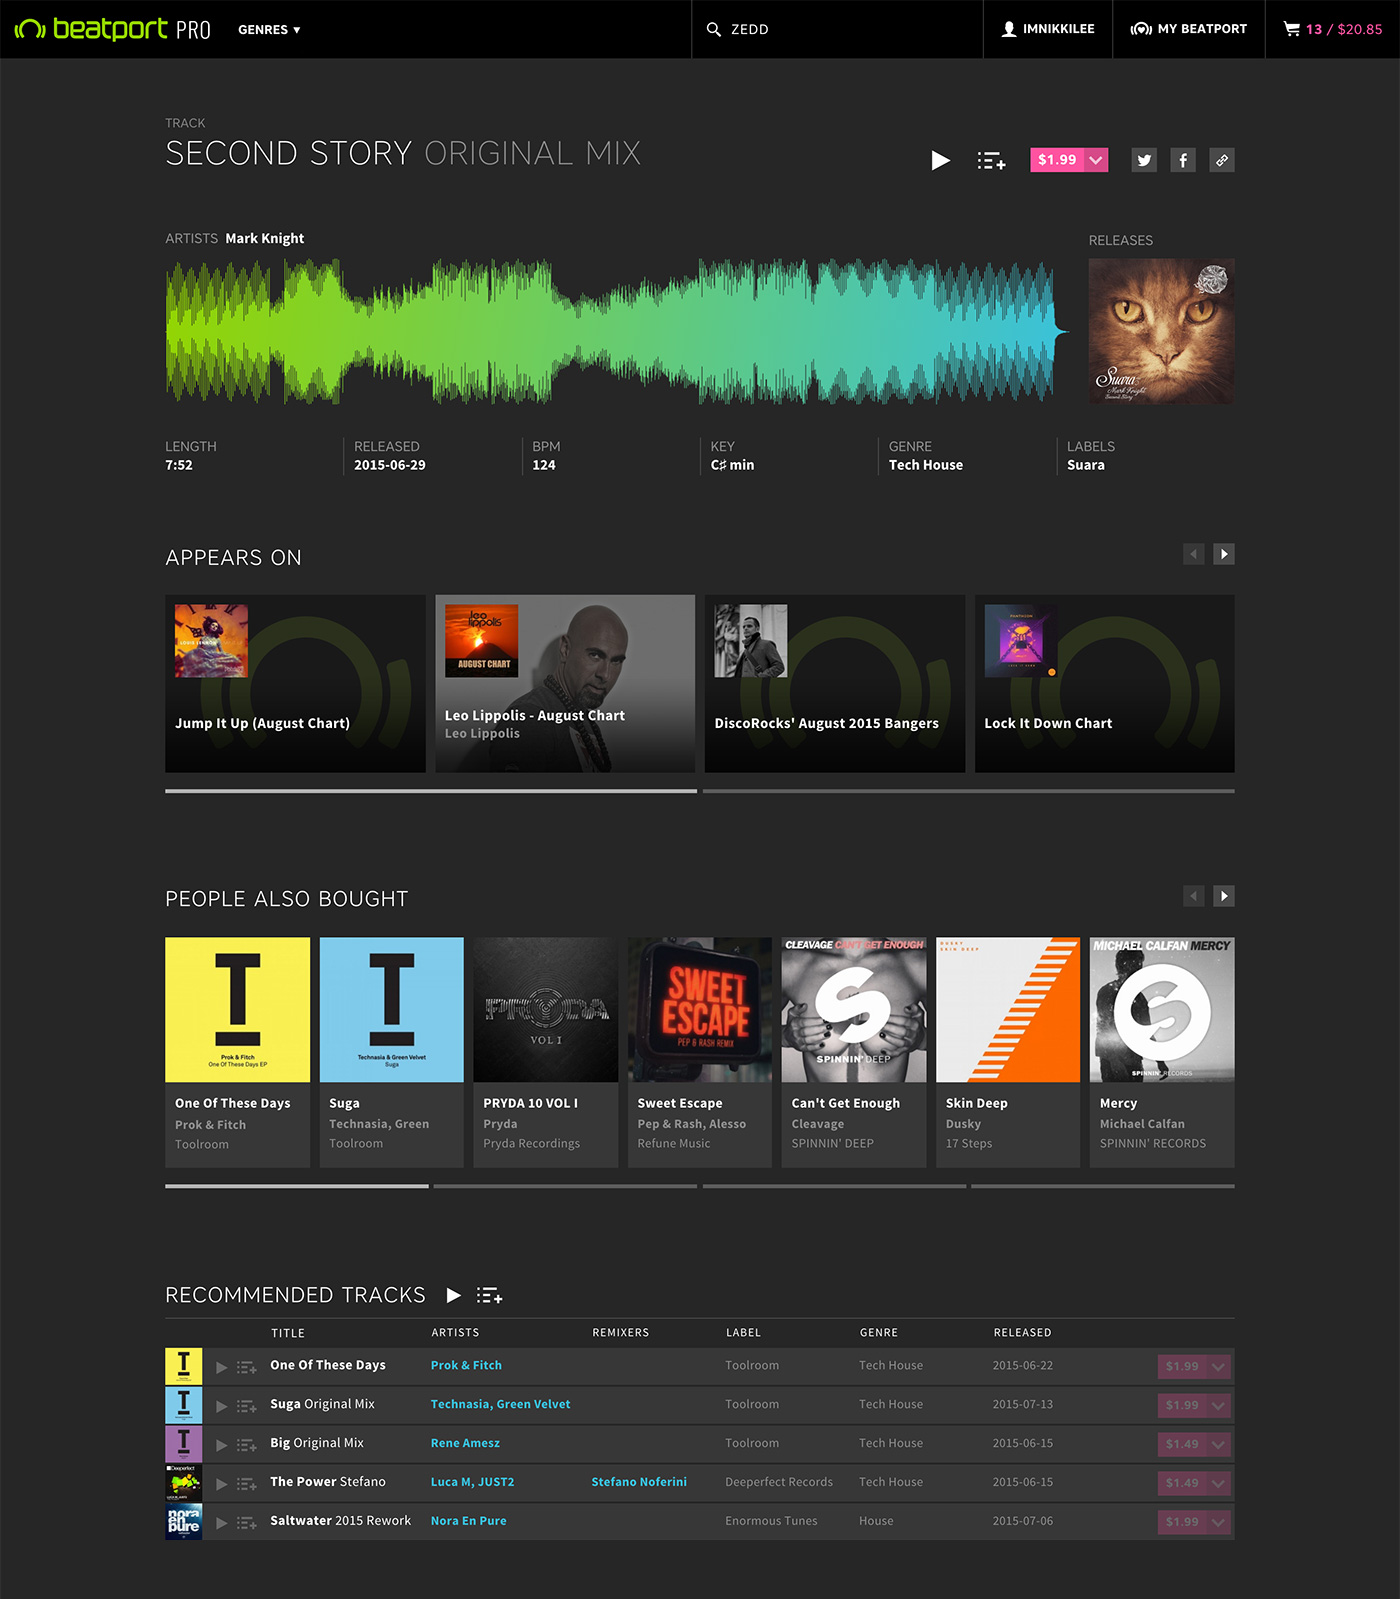 beatport PRO
GENRES ▾
ZEDD
IMNIKKILEE
MY BEATPORT
13 / $20.85
TRACK
SECOND STORY ORIGINAL MIX
$1.99
ARTISTS Mark Knight
RELEASES
Suara
Mark Knight
Second Story
LENGTH
7:52
RELEASED
2015-06-29
BPM
124
KEY
C♯ min
GENRE
Tech House
LABELS
Suara
APPEARS ON
Jump It Up (August Chart)
leo
lippolis
AUGUST CHART
Leo Lippolis - August Chart
Leo Lippolis
DiscoRocks' August 2015 Bangers
Lock It Down Chart
PEOPLE ALSO BOUGHT
Prok & Fitch
One Of These Days EP
One Of These Days
Prok & Fitch
Toolroom
Technasia & Green Velvet
Suga
Suga
Technasia, Green
Toolroom
PRYDA
VOL I
PRYDA 10 VOL I
Pryda
Pryda Recordings
SWEET
ESCAPE
PEP & RASH REMIX
Sweet Escape
Pep & Rash, Alesso
Refune Music
CLEAVAGE CAN'T GET ENOUGH
SPINNIN' DEEP
Can't Get Enough
Cleavage
SPINNIN' DEEP
DUSKY
SKIN DEEP
Skin Deep
Dusky
17 Steps
MICHAEL CALFAN MERCY
SPINNIN' RECORDS
Mercy
Michael Calfan
SPINNIN' RECORDS
RECOMMENDED TRACKS
TITLE ARTISTS REMIXERS LABEL GENRE RELEASED
One Of These Days Prok & Fitch Toolroom Tech House 2015-06-22 $1.99
Suga Original Mix Technasia, Green Velvet Toolroom Tech House 2015-07-13 $1.99
Big Original Mix Rene Amesz Toolroom Tech House 2015-06-15 $1.49
Deeperfect
The Power Stefano Luca M, JUST2 Stefano Noferini Deeperfect Records Tech House 2015-06-15 $1.49
nora
en
pure
Saltwater 2015 Rework Nora En Pure Enormous Tunes House 2015-07-06 $1.99